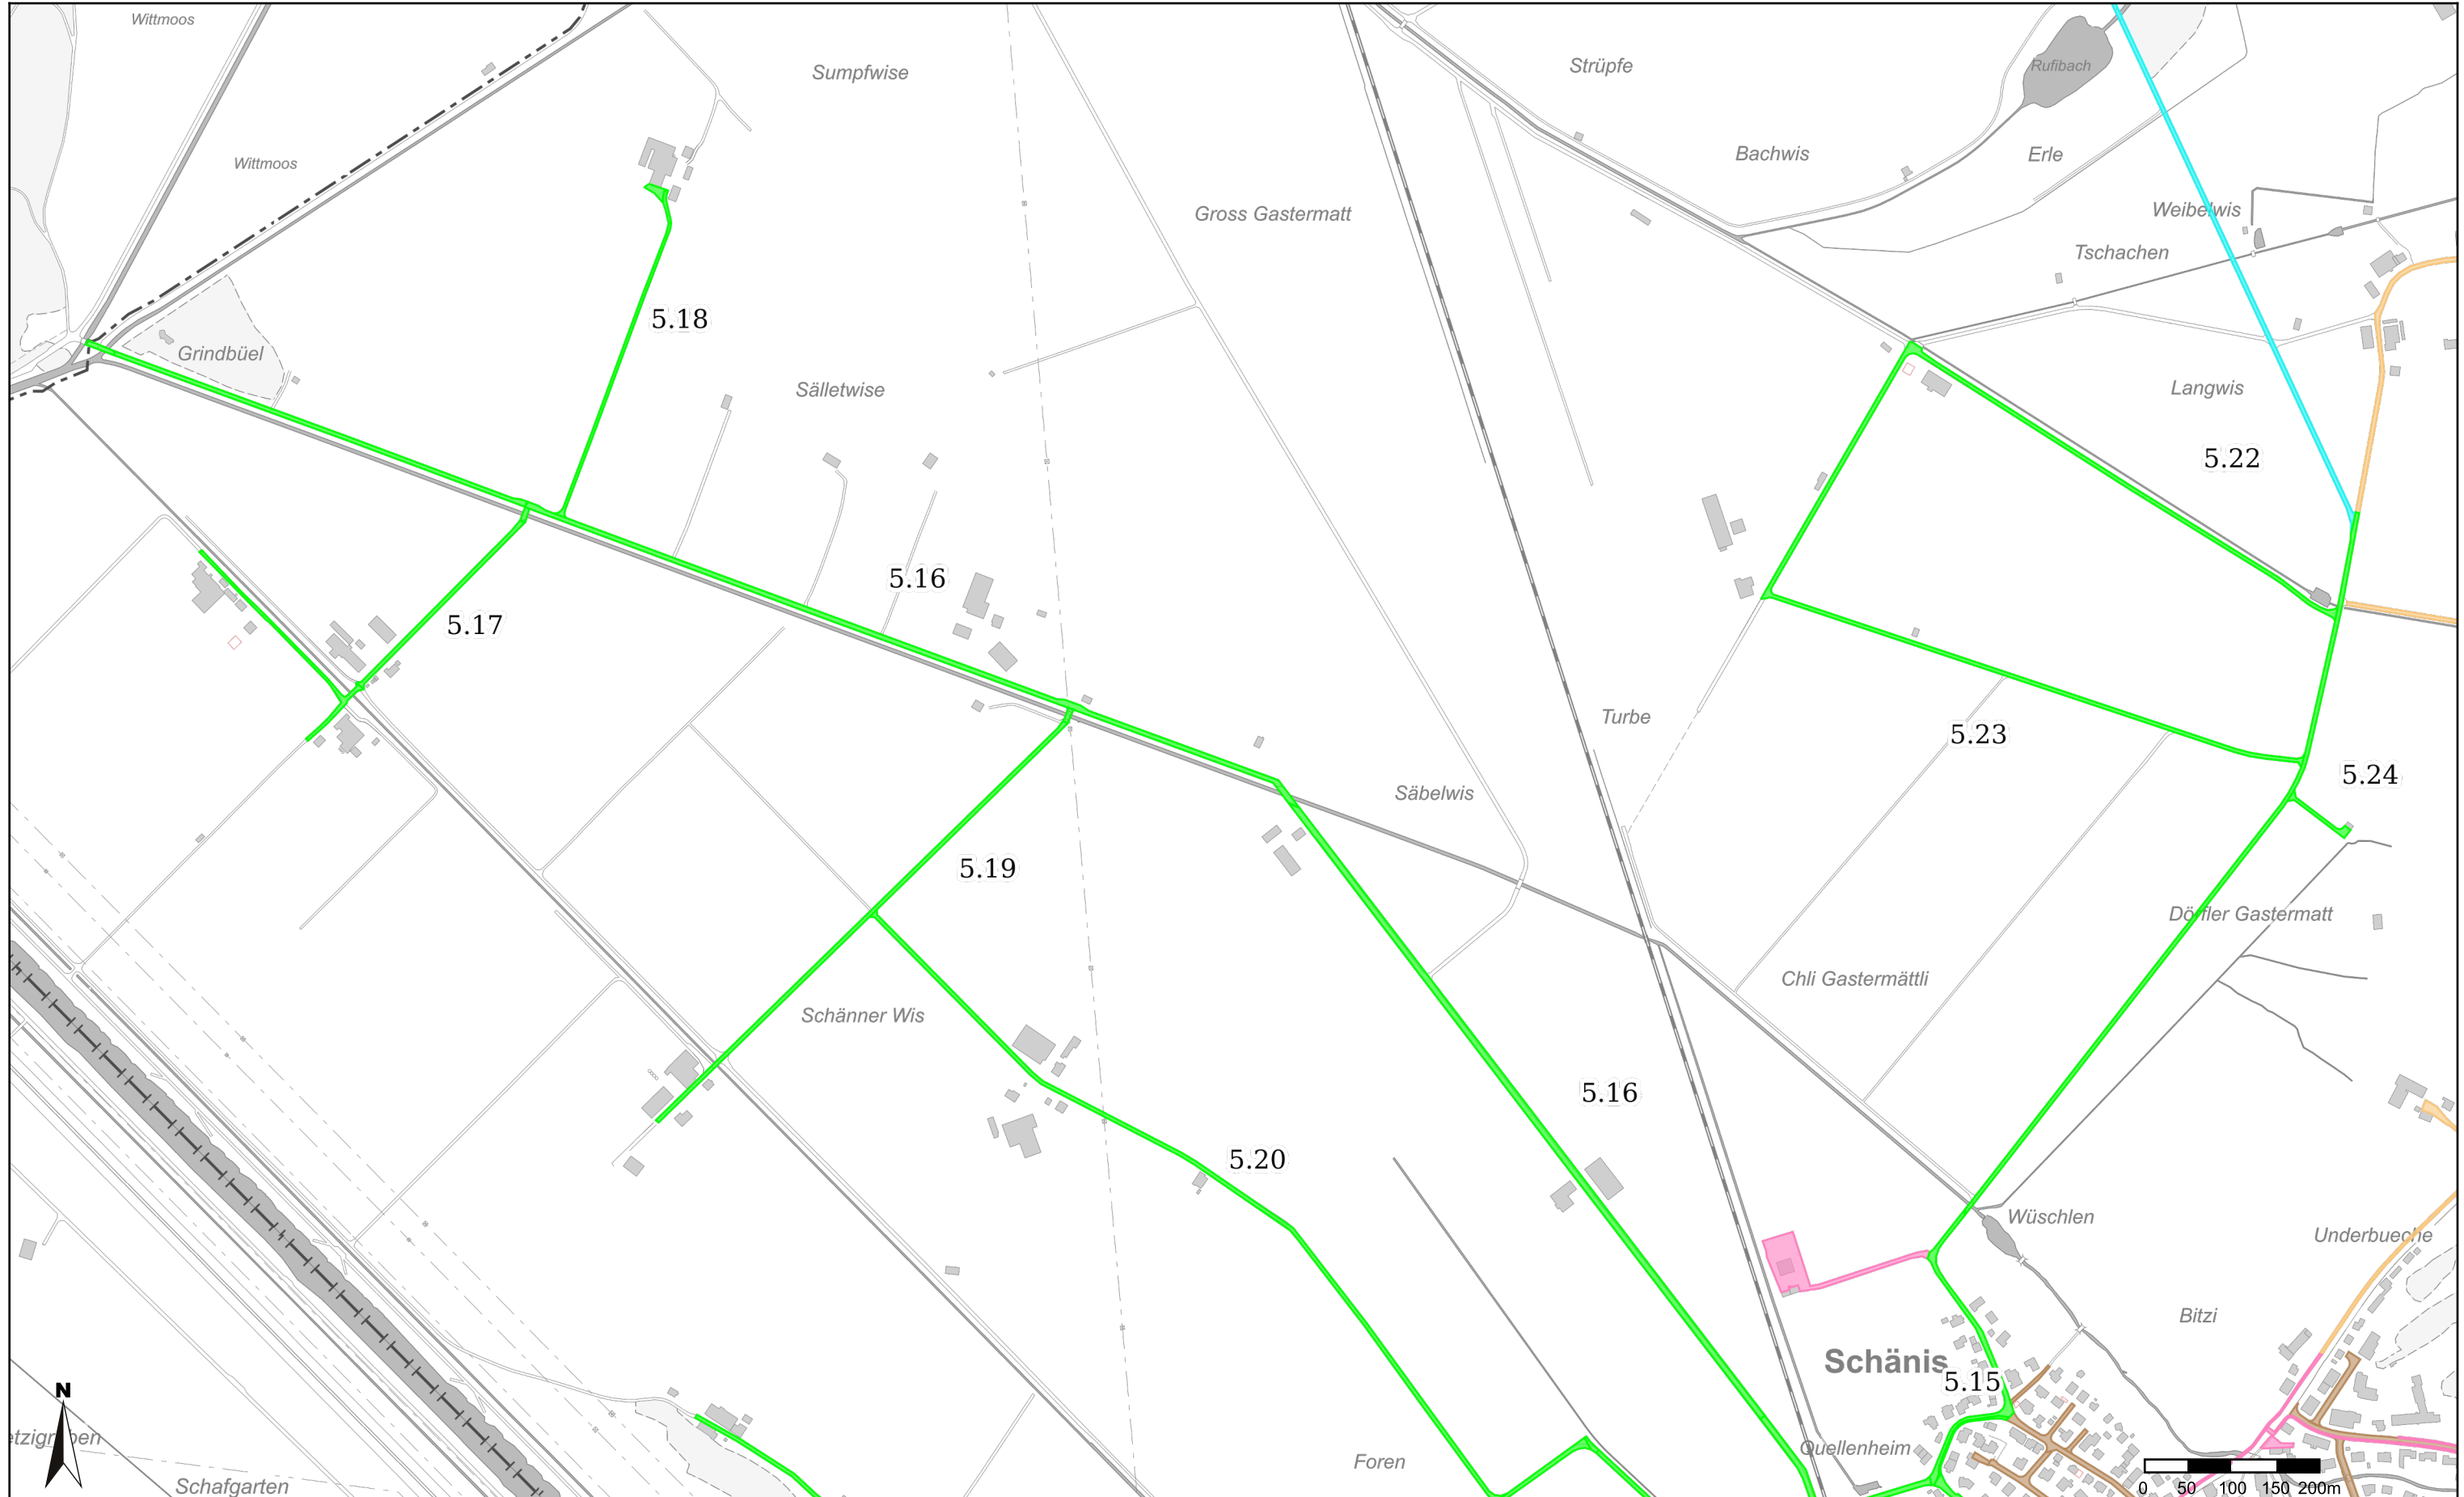 Wittmoos
Sumpfwise
Strüpfe
Rufibach
Wittmoos
Bachwis
Erle
Gross Gastermatt
Weibelwis
Tschachen
5.18
Grindbüel
Sälletwise
Langwis
5.22
5.16
5.17
Turbe
5.23
5.24
Säbelwis
5.19
Dörfler Gastermatt
Chli Gastermättli
Schänner Wis
5.16
5.20
Wüschlen
Underbueche
Bitzi
Schänis
5.15
N
Quellenheim
Foren
Schafgarten
0 50 100 150 200m